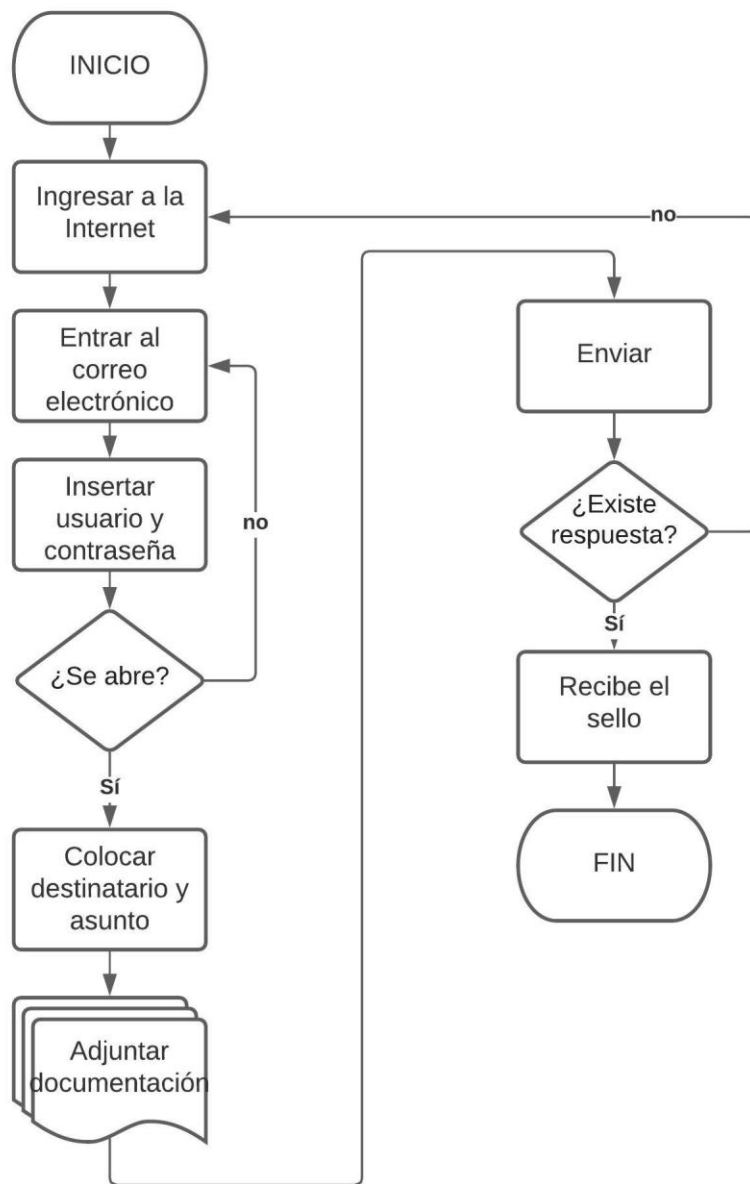 INICIO
Ingresar a la
Internet
Entrar al
correo
electrónico
Insertar
usuario y
contraseña
no
¿Se abre?
Sí
Colocar
destinatario y
asunto
Adjuntar
documentación
Enviar
¿Existe
respuesta?
no
Sí
Recibe el
sello
FIN